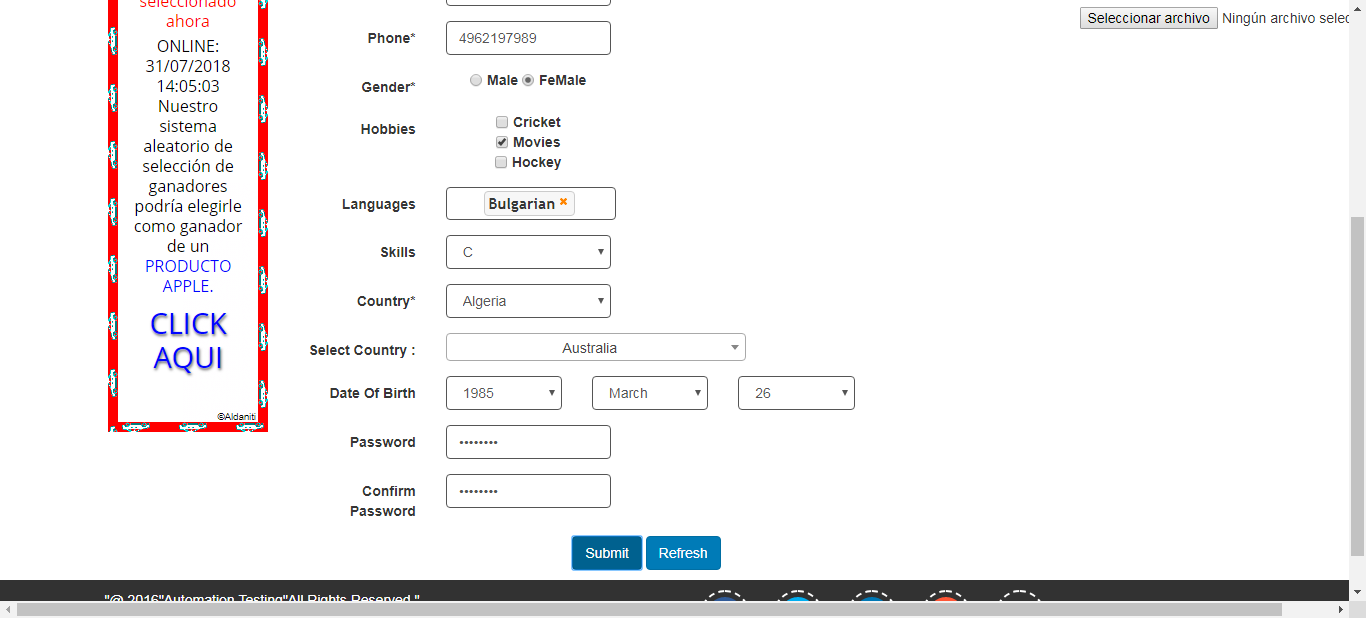 seleccionado
ahora
ONLINE:
31/07/2018
14:05:03
Nuestro
sistema
aleatorio de
selección de
ganadores
podría elegirle
como ganador
de un
PRODUCTO
APPLE.
CLICK
AQUI
©Aldaniti
Seleccionar archivo Ningún archivo selec
Phone* 4962197989
Gender* Male FeMale
Hobbies Cricket
Movies
Hockey
Languages Bulgarian
Skills C
Country* Algeria
Select Country : Australia
Date Of Birth 1985 March 26
Password ••••••••
Confirm
Password ••••••••
Submit Refresh
"@ 2016"Automation Testing"All Rights Reserved."